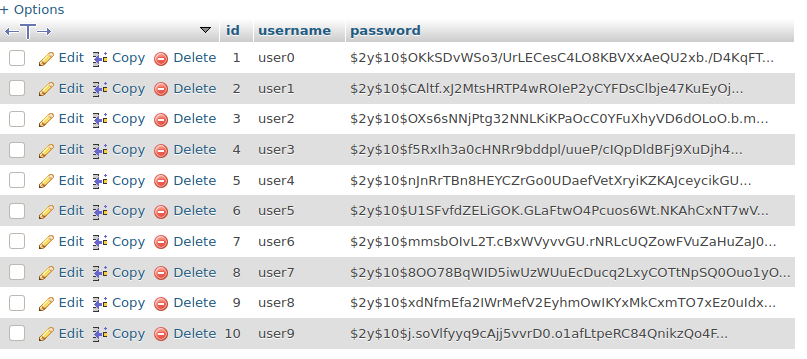 + Options
id username password
Edit Copy Delete 1 user0 $2y$10$OKkSDvWSo3/UrLECesC4LO8KBVXxAeQU2xb./D4KqFT...
Edit Copy Delete 2 user1 $2y$10$CAltf.xJ2MtsHRTP4wROIeP2yCYFDsClbje47KuEyOj...
Edit Copy Delete 3 user2 $2y$10$OXs6sNNjPtg32NNLKiKPaOcC0YFuXhyVD6dOLoO.b.m...
Edit Copy Delete 4 user3 $2y$10$f5RxIh3a0cHNRr9bddpl/uueP/cIQpDldBFj9XuDjh4...
Edit Copy Delete 5 user4 $2y$10$nJnRrTBn8HEYCZrGo0UDaefVetXryiKZKAJceycikGU...
Edit Copy Delete 6 user5 $2y$10$U1SFvfdZELiGOK.GLaFtwO4Pcuos6Wt.NKAhCxNT7wV...
Edit Copy Delete 7 user6 $2y$10$mmsbOIvL2T.cBxWVyvvGU.rNRLcUQZowFVuZaHuZaJ0...
Edit Copy Delete 8 user7 $2y$10$8OO78BqWID5iwUzWUuEcDucq2LxyCOTtNpSQ0Ouo1yO...
Edit Copy Delete 9 user8 $2y$10$xdNfmEfa2IWrMefV2EyhmOwIKYxMkCxmTO7xEz0uIdx...
Edit Copy Delete 10 user9 $2y$10$j.soVlfyyq9cAjj5vvrD0.o1afLtpeRC84QnikzQo4F...